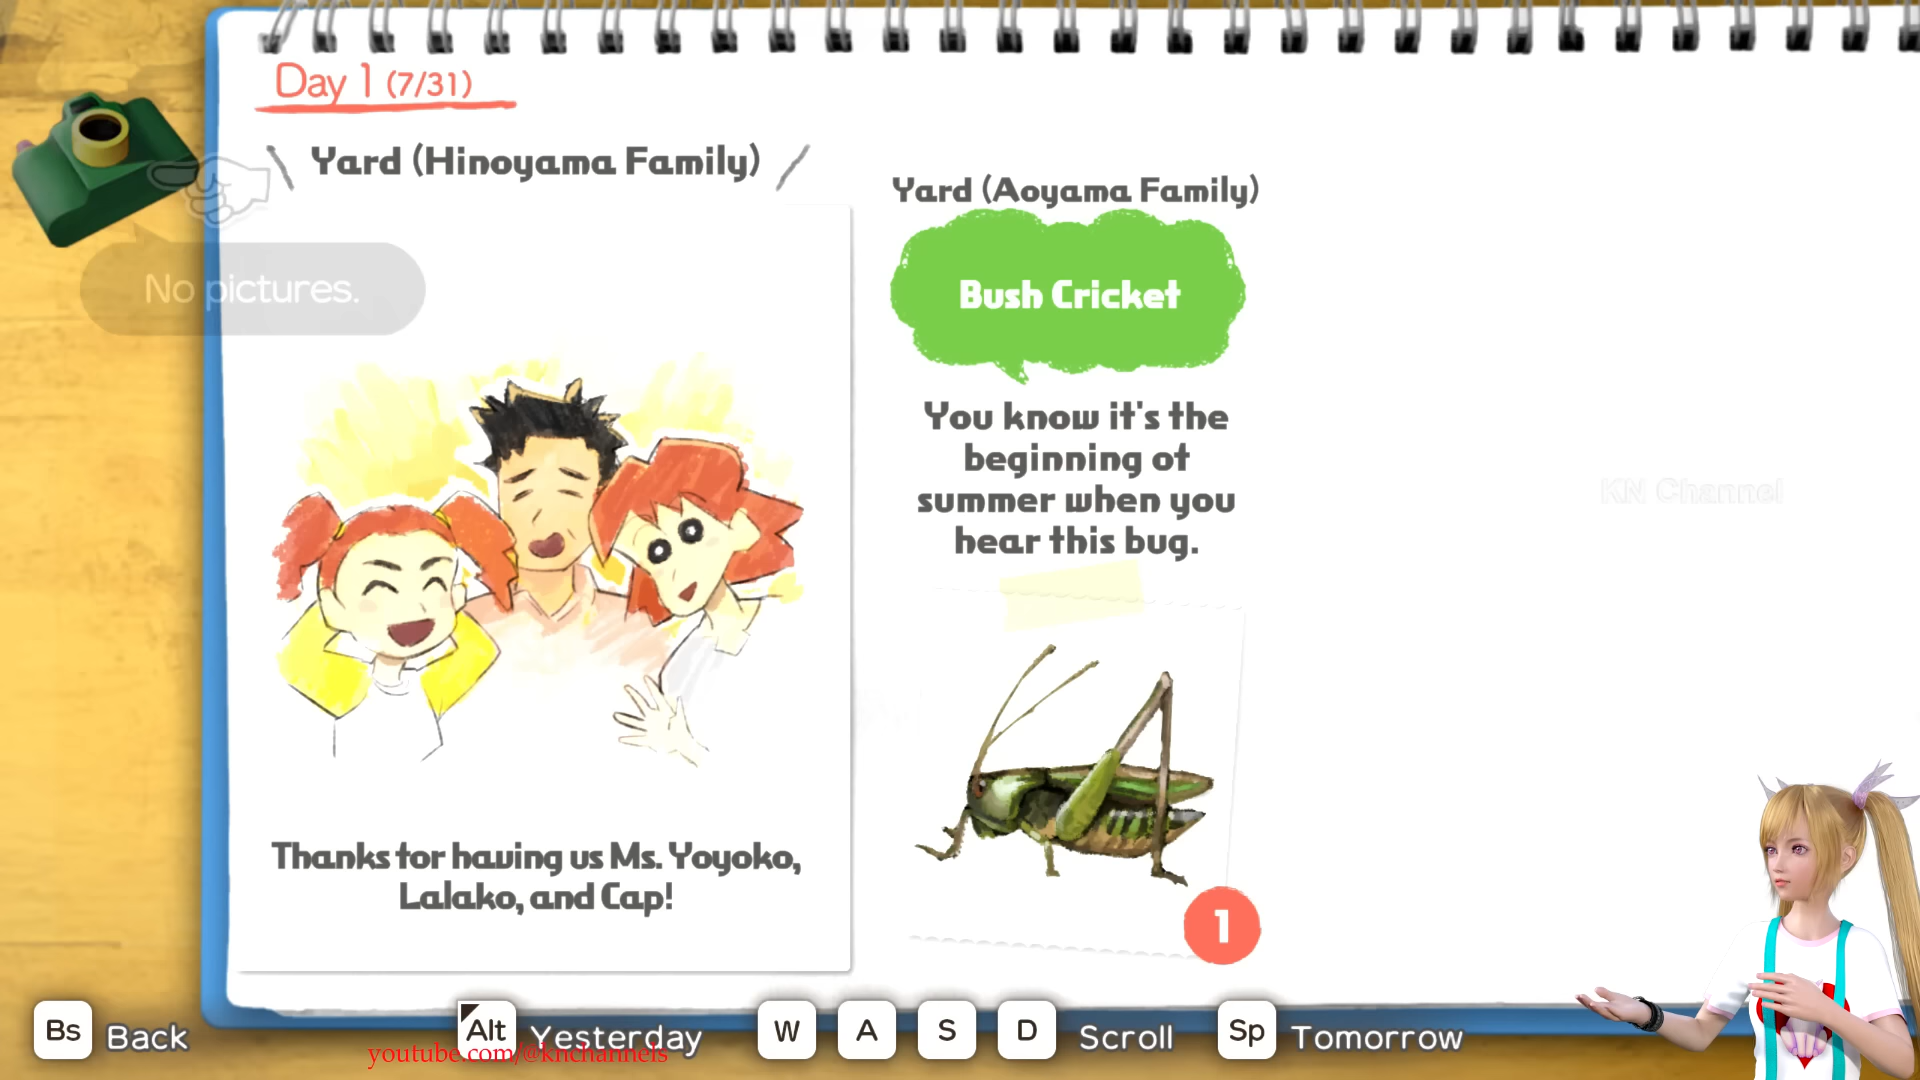 Day 1 (7/31)
Yard (Hinoyama Family)
No pictures.
Thanks for having us Ms. Yoyoko,
Lalako, and Cap!
Yard (Aoyama Family)
Bush Cricket
You know it's the
beginning of
summer when you
hear this bug.
1
KN Channel
Bs Back
Alt Yesterday
W A S D Scroll
Sp Tomorrow
youtube.com/@knchannels